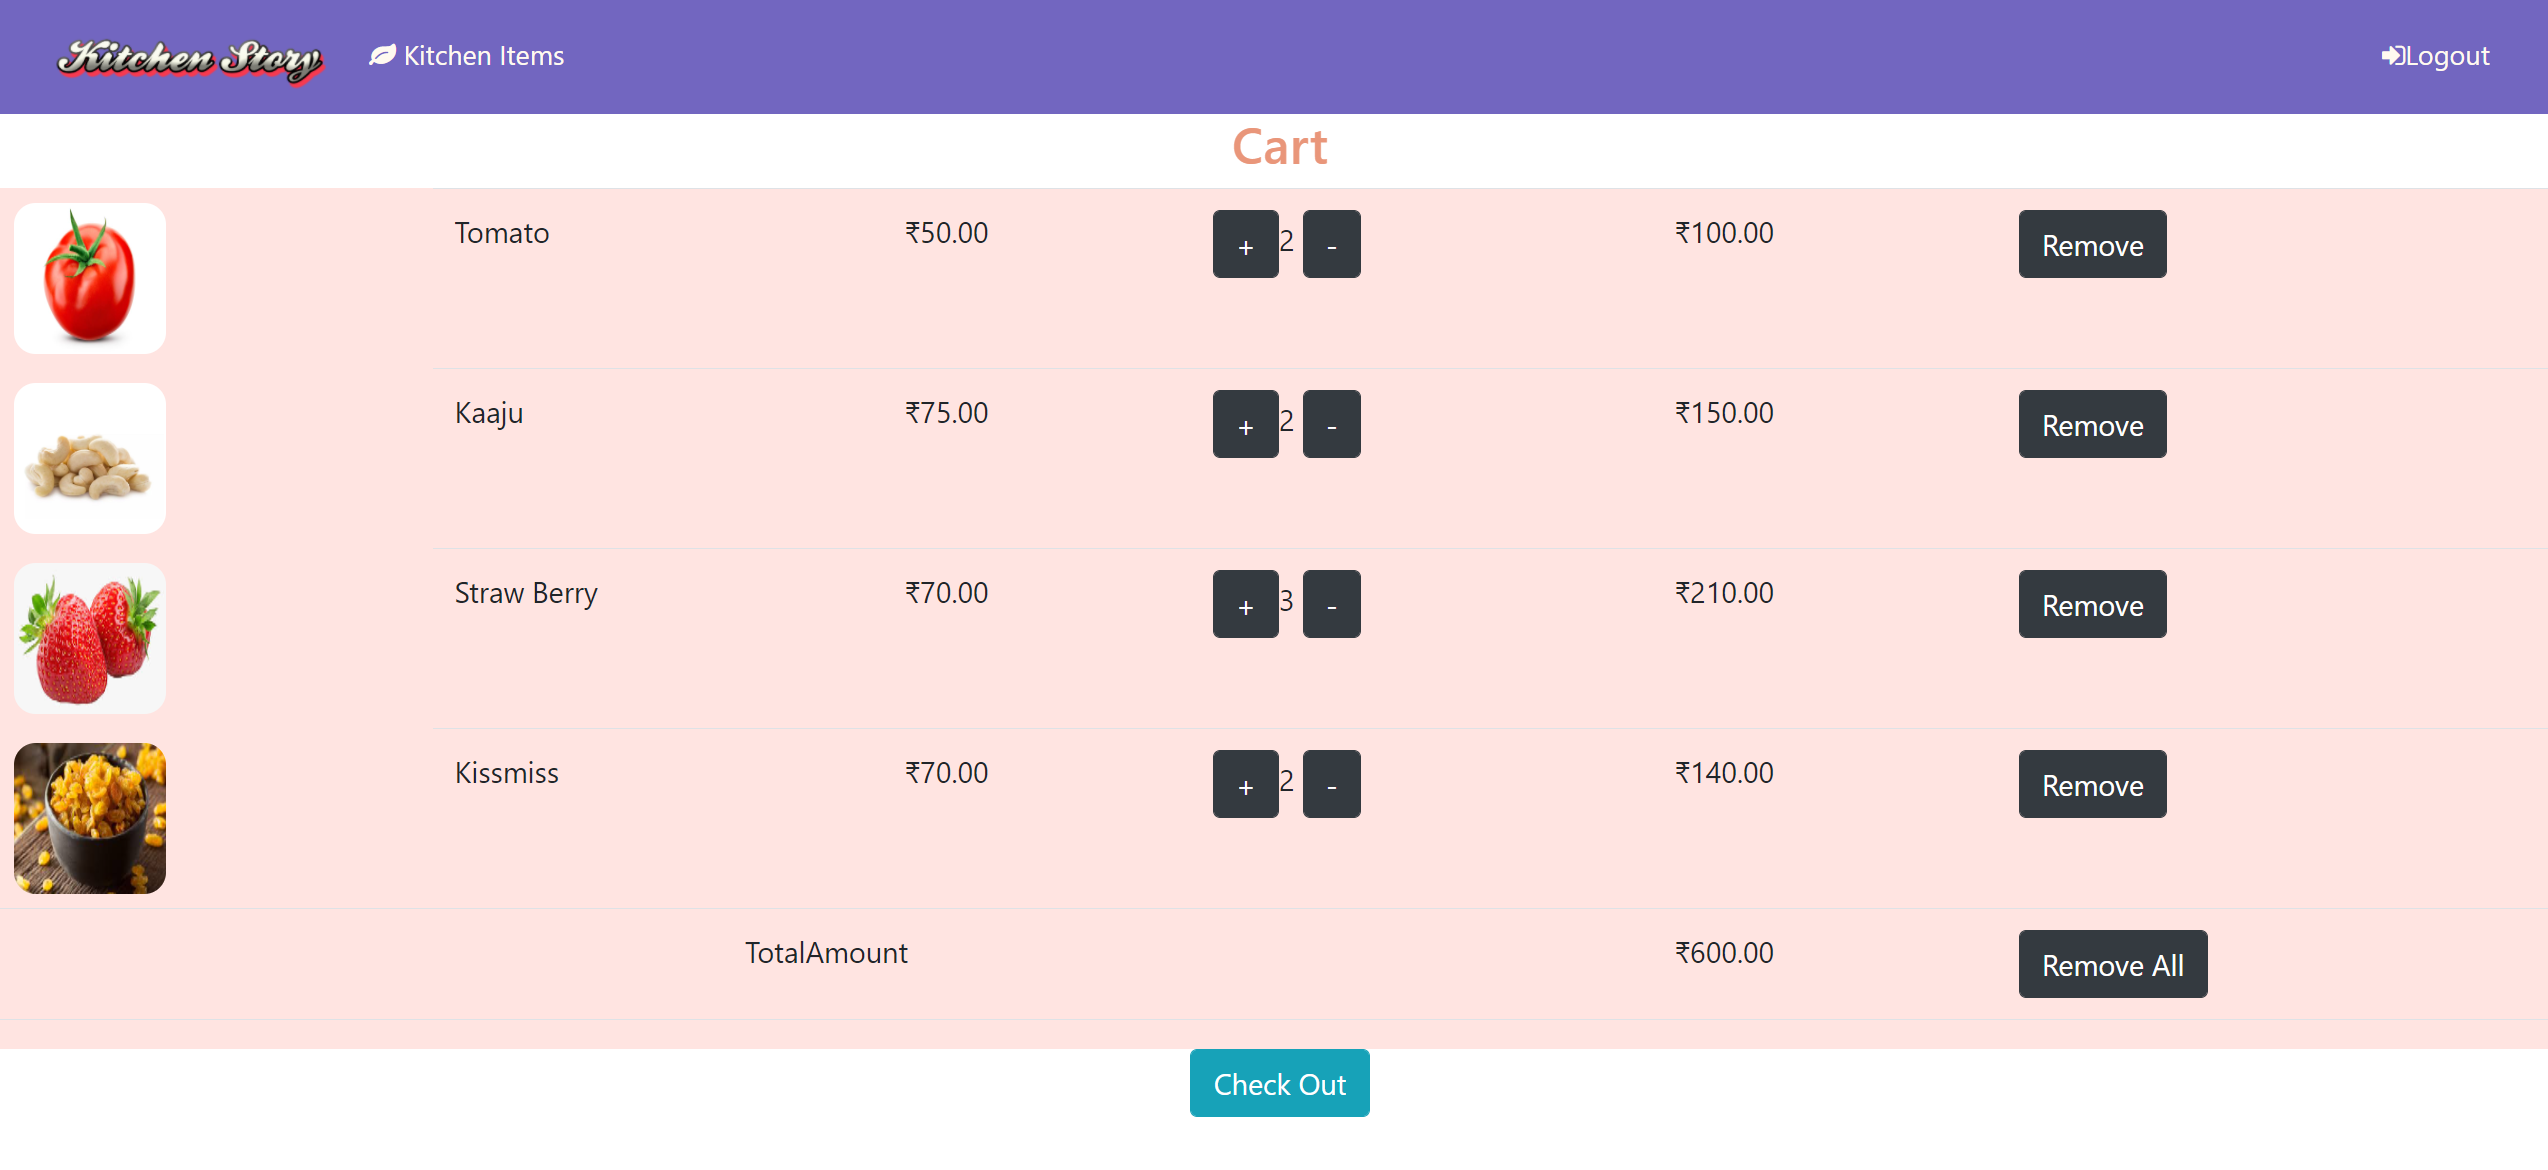 Kitchen Story Kitchen Items Logout
Cart
Tomato ₹50.00 + 2 - ₹100.00 Remove
Kaaju ₹75.00 + 2 - ₹150.00 Remove
Straw Berry ₹70.00 + 3 - ₹210.00 Remove
Kissmiss ₹70.00 + 2 - ₹140.00 Remove
TotalAmount ₹600.00 Remove All
Check Out